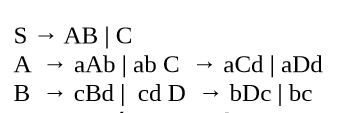 S → AB | C
A → aAb | ab C → aCd | aDd
B → cBd | cd D → bDc | bc